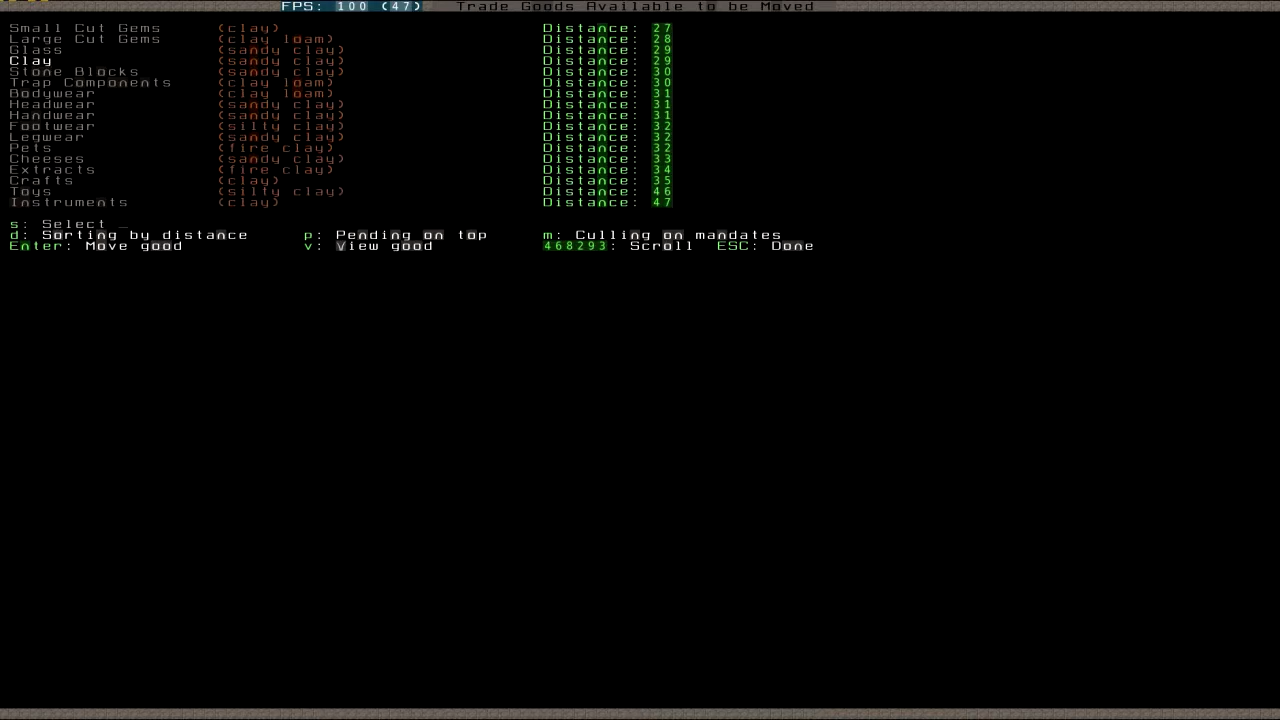 FPS: 100 (47) Trade Goods Available to be Moved
Small Cut Gems (clay) Distance: 27
Large Cut Gems (clay loam) Distance: 28
Glass (sandy clay) Distance: 29
Clay (sandy clay) Distance: 29
Stone Blocks (sandy clay) Distance: 30
Trap Components (clay loam) Distance: 30
Bodywear (clay loam) Distance: 31
Headwear (sandy clay) Distance: 31
Handwear (sandy clay) Distance: 31
Footwear (silty clay) Distance: 32
Legwear (sandy clay) Distance: 32
Pets (fire clay) Distance: 32
Cheeses (sandy clay) Distance: 33
Extracts (fire clay) Distance: 34
Crafts (clay) Distance: 35
Toys (silty clay) Distance: 46
Instruments (clay) Distance: 47
s: Select _
d: Sorting by distance p: Pending on top m: Culling on mandates
Enter: Move good v: View good 468293: Scroll ESC: Done